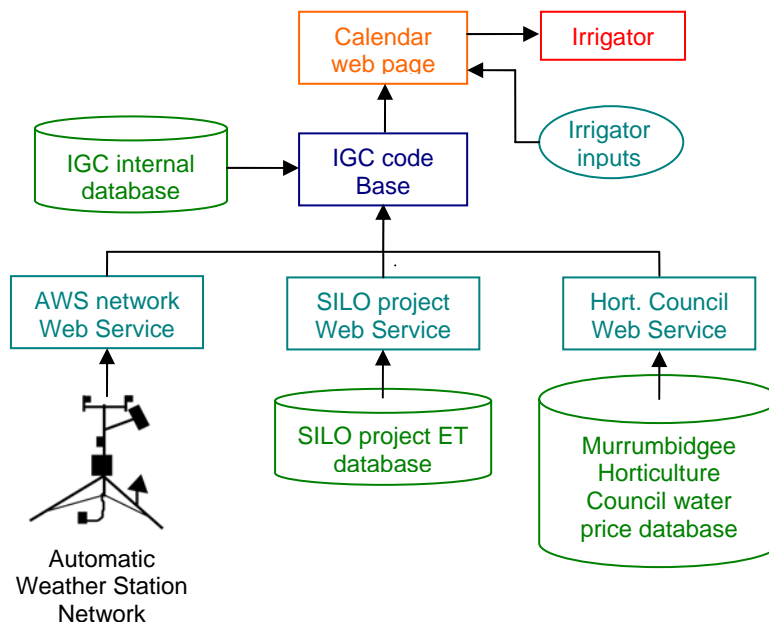 Calendar
web page
Irrigator
IGC internal
database
IGC code
Base
Irrigator
inputs
AWS network
Web Service
SILO project
Web Service
Hort. Council
Web Service
SILO project ET
database
Murrumbidgee
Horticulture
Council water
price database
Automatic
Weather Station
Network